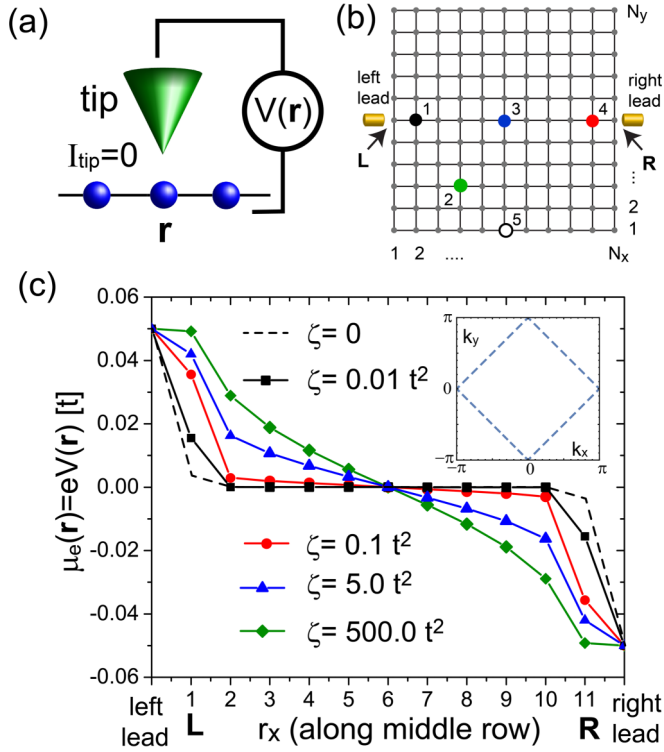 (a)
tip
V(r)
I_tip=0
r
(b)
N_y
left
lead
right
lead
1
3
4
L
R
2
5
⋮
2
1
1
2
....
N_x
(c)
0.06
0.04
0.02
0.00
-0.02
-0.04
-0.06
μ_e(r)=eV(r) [t]
ζ= 0
ζ= 0.01 t²
ζ= 0.1 t²
ζ= 5.0 t²
ζ= 500.0 t²
π
k_y
0
−π
k_x
−π
0
π
1 2 3 4 5 6 7 8 9 10 11
left
lead
L
r_x (along middle row)
R
right
lead